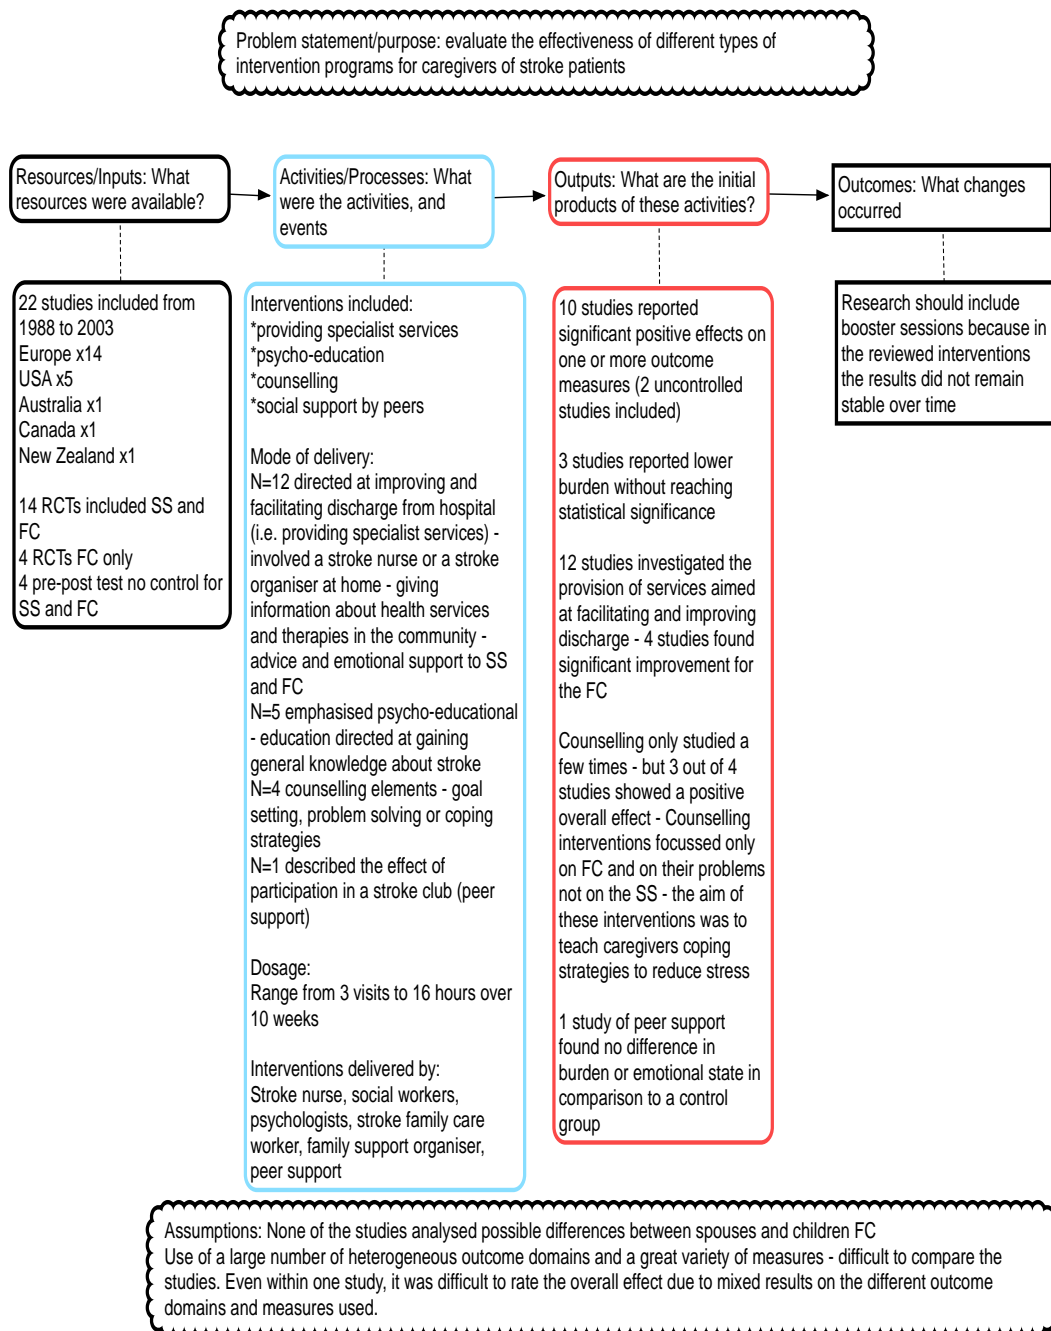 Problem statement/purpose: evaluate the effectiveness of different types of
intervention programs for caregivers of stroke patients
Resources/Inputs: What
resources were available?
Activities/Processes: What
were the activities, and
events
Outputs: What are the initial
products of these activities?
Outcomes: What changes
occurred
22 studies included from
1988 to 2003
Europe x14
USA x5
Australia x1
Canada x1
New Zealand x1
14 RCTs included SS and
FC
4 RCTs FC only
4 pre-post test no control for
SS and FC
Interventions included:
*providing specialist services
*psycho-education
*counselling
*social support by peers
Mode of delivery:
N=12 directed at improving and
facilitating discharge from hospital
(i.e. providing specialist services) -
involved a stroke nurse or a stroke
organiser at home - giving
information about health services
and therapies in the community -
advice and emotional support to SS
and FC
N=5 emphasised psycho-educational
- education directed at gaining
general knowledge about stroke
N=4 counselling elements - goal
setting, problem solving or coping
strategies
N=1 described the effect of
participation in a stroke club (peer
support)
Dosage:
Range from 3 visits to 16 hours over
10 weeks
Interventions delivered by:
Stroke nurse, social workers,
psychologists, stroke family care
worker, family support organiser,
peer support
10 studies reported
significant positive effects on
one or more outcome
measures (2 uncontrolled
studies included)
3 studies reported lower
burden without reaching
statistical significance
12 studies investigated the
provision of services aimed
at facilitating and improving
discharge - 4 studies found
significant improvement for
the FC
Counselling only studied a
few times - but 3 out of 4
studies showed a positive
overall effect - Counselling
interventions focussed only
on FC and on their problems
not on the SS - the aim of
these interventions was to
teach caregivers coping
strategies to reduce stress
1 study of peer support
found no difference in
burden or emotional state in
comparison to a control
group
Research should include
booster sessions because in
the reviewed interventions
the results did not remain
stable over time
Assumptions: None of the studies analysed possible differences between spouses and children FC
Use of a large number of heterogeneous outcome domains and a great variety of measures - difficult to compare the
studies. Even within one study, it was difficult to rate the overall effect due to mixed results on the different outcome
domains and measures used.